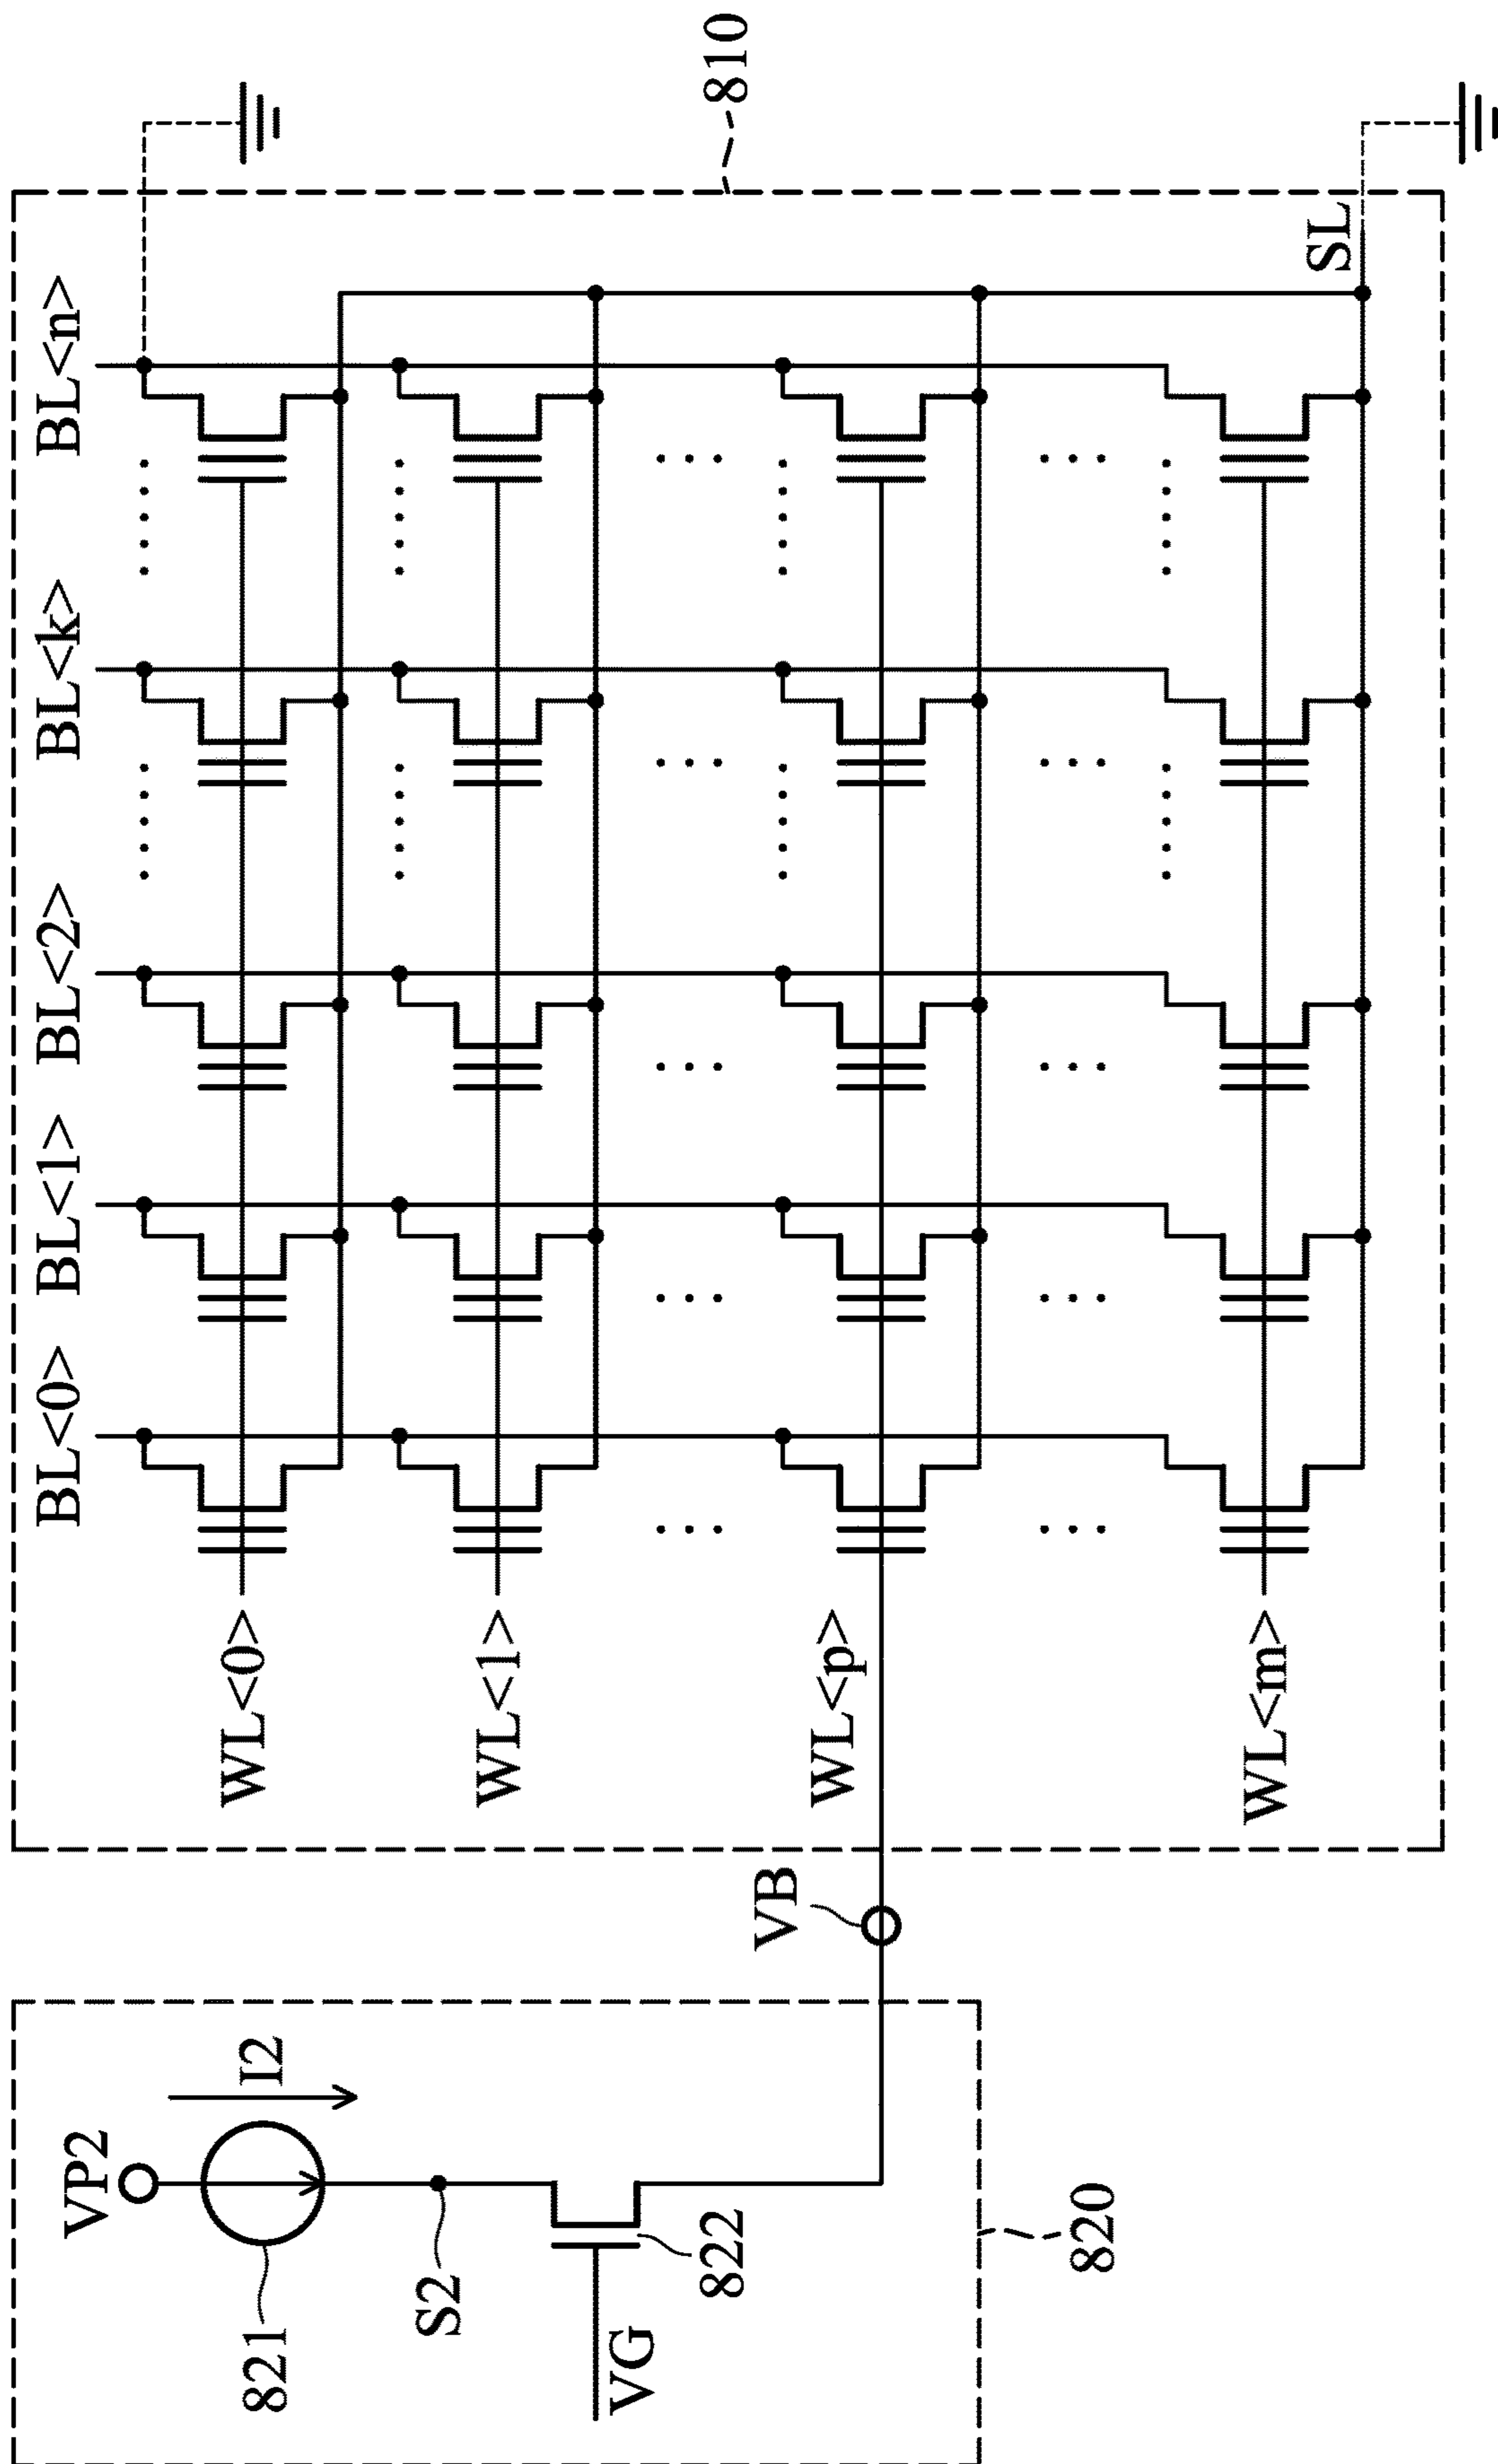 810
BL<0>
BL<1>
BL<2>
BL<k>
BL<n>
WL<0>
WL<1>
WL<p>
WL<m>
SL
VB
VP2
I2
821
S2
822
VG
820